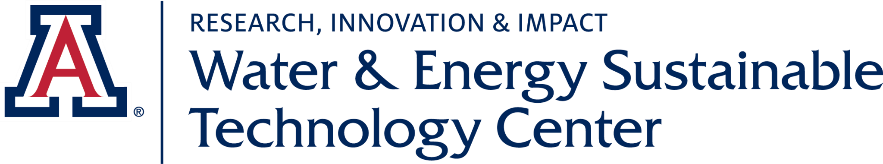 A®
RESEARCH, INNOVATION & IMPACT
Water & Energy Sustainable
Technology Center